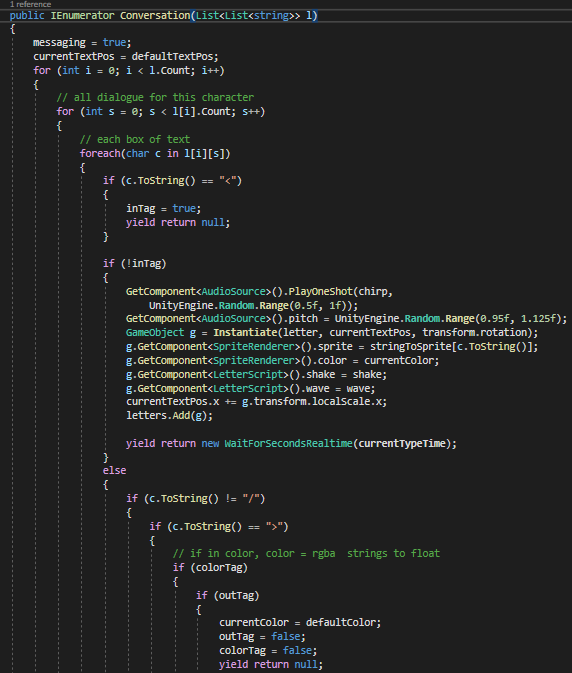 1 reference
public IEnumerator Conversation(List<List<string>> l)
{
messaging = true;
currentTextPos = defaultTextPos;
for (int i = 0; i < l.Count; i++)
{
// all dialogue for this character
for (int s = 0; s < l[i].Count; s++)
{
// each box of text
foreach(char c in l[i][s])
{
if (c.ToString() == "<")
{
inTag = true;
yield return null;
}
if (!inTag)
{
GetComponent<AudioSource>().PlayOneShot(chirp,
UnityEngine.Random.Range(0.5f, 1f));
GetComponent<AudioSource>().pitch = UnityEngine.Random.Range(0.95f, 1.125f);
GameObject g = Instantiate(letter, currentTextPos, transform.rotation);
g.GetComponent<SpriteRenderer>().sprite = stringToSprite[c.ToString()];
g.GetComponent<SpriteRenderer>().color = currentColor;
g.GetComponent<LetterScript>().shake = shake;
g.GetComponent<LetterScript>().wave = wave;
currentTextPos.x += g.transform.localScale.x;
letters.Add(g);
yield return new WaitForSecondsRealtime(currentTypeTime);
}
else
{
if (c.ToString() != "/")
{
if (c.ToString() == ">")
{
// if in color, color = rgba  strings to float
if (colorTag)
{
if (outTag)
{
currentColor = defaultColor;
outTag = false;
colorTag = false;
yield return null;